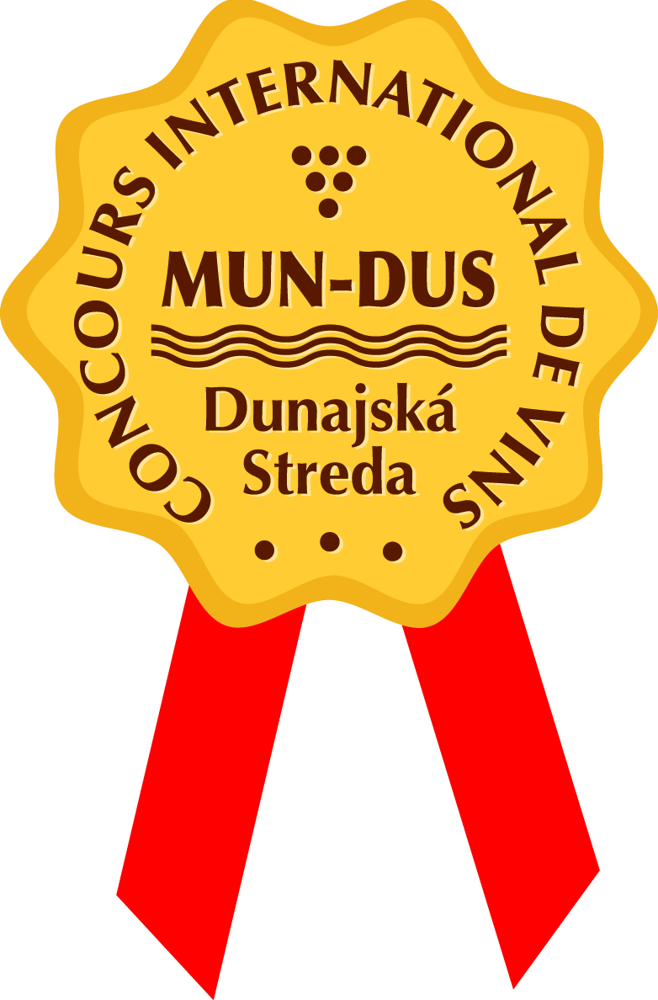 CONCOURS INTERNATIONAL DE VINS
MUN-DUS
Dunajská
Streda